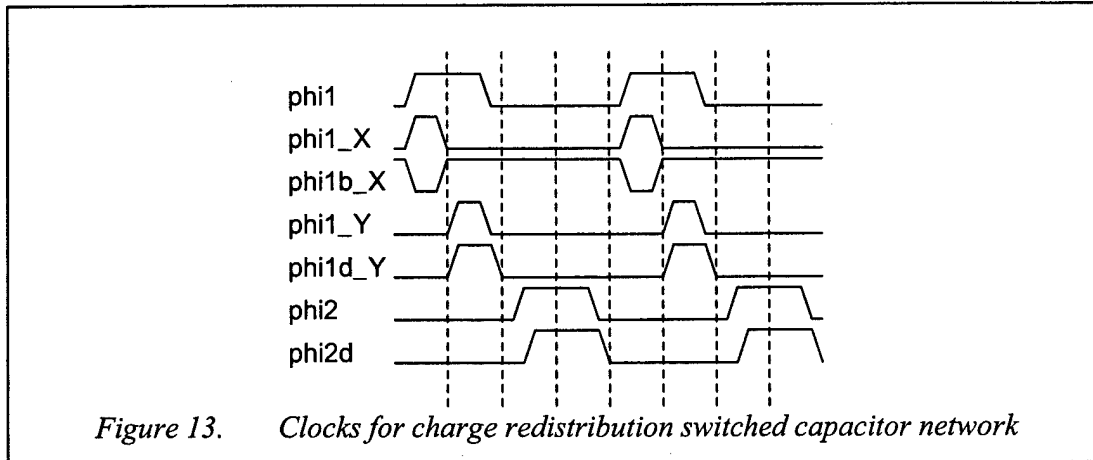 phi1
phi1_X
phi1b_X
phi1_Y
phi1d_Y
phi2
phi2d
Figure 13. Clocks for charge redistribution switched capacitor network